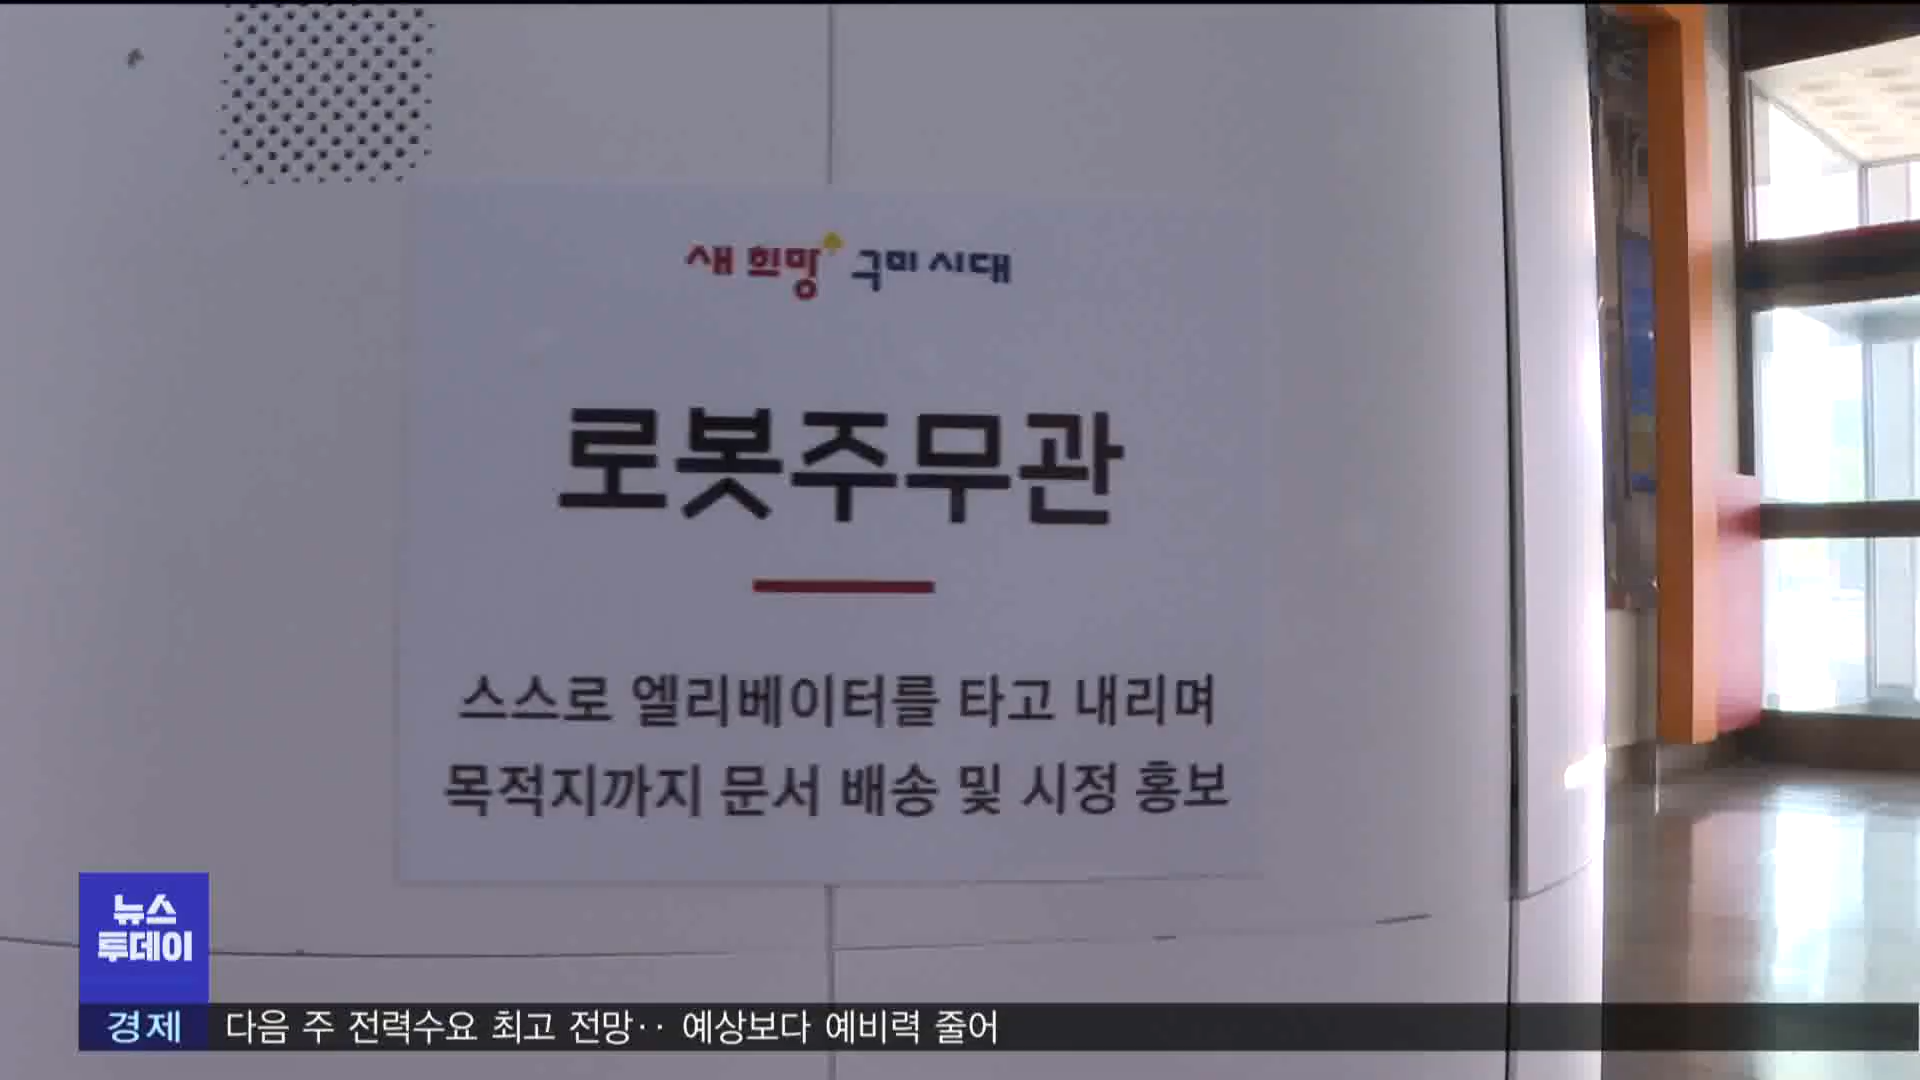 새 희망 구미 시대
로봇주무관
스스로 엘리베이터를 타고 내리며
목적지까지 문서 배송 및 시정 홍보
뉴스
투데이
경제 다음 주 전력수요 최고 전망‥ 예상보다 예비력 줄어